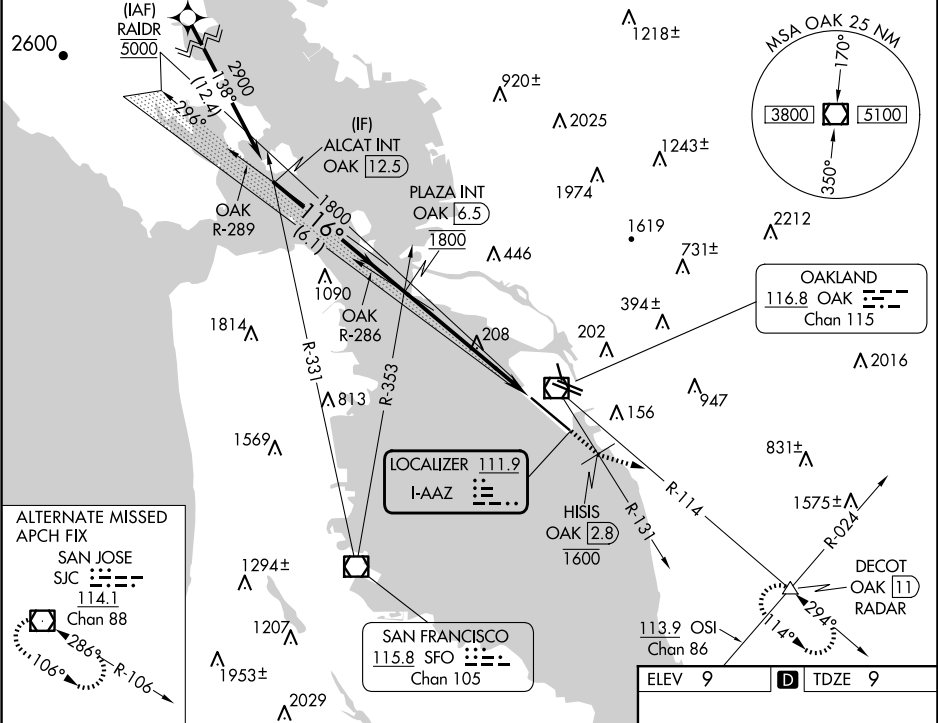 (IAF)
RAIDR
5000
2600
2900
138°
(12.4)
296°
(IF)
ALCAT INT
OAK 12.5
1218±
920±
2025
1243±
1974
MSA OAK 25 NM
170°
3800
5100
350°
PLAZA INT
OAK 6.5
1800
1800
116°
(6.1)
OAK
R-289
446
1619
731±
2212
1090
OAK
R-286
OAKLAND
116.8 OAK
Chan 115
394±
1814
208
202
2016
R-331
R-353
813
947
156
1569
831±
LOCALIZER 111.9
I-AAZ
HISIS
OAK 2.8
1600
R-131
R-114
1575±
R-024
ALTERNATE MISSED
APCH FIX
SAN JOSE
SJC
114.1
Chan 88
286°
106°
R-106
1294±
1207
1953±
2029
SAN FRANCISCO
115.8 SFO
Chan 105
DECOT
OAK 11
RADAR
294°
114°
113.9 OSI
Chan 86
ELEV 9
D
TDZE 9